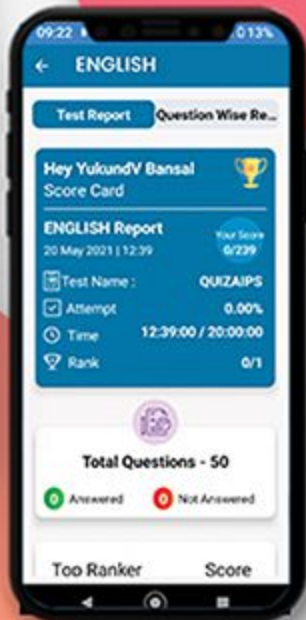 09:22 0 13%
← ENGLISH
Test Report Question Wise Re...
Hey YukundV Bansal
Score Card
ENGLISH Report
20 May 2021 | 12:39
Your Score
0/239
Test Name : QUIZAIPS
Attempt 0.00%
Time 12:39:00 / 20:00:00
Rank 0/1
Total Questions - 50
0 Answered 0 Not Answered
Top Ranker Score